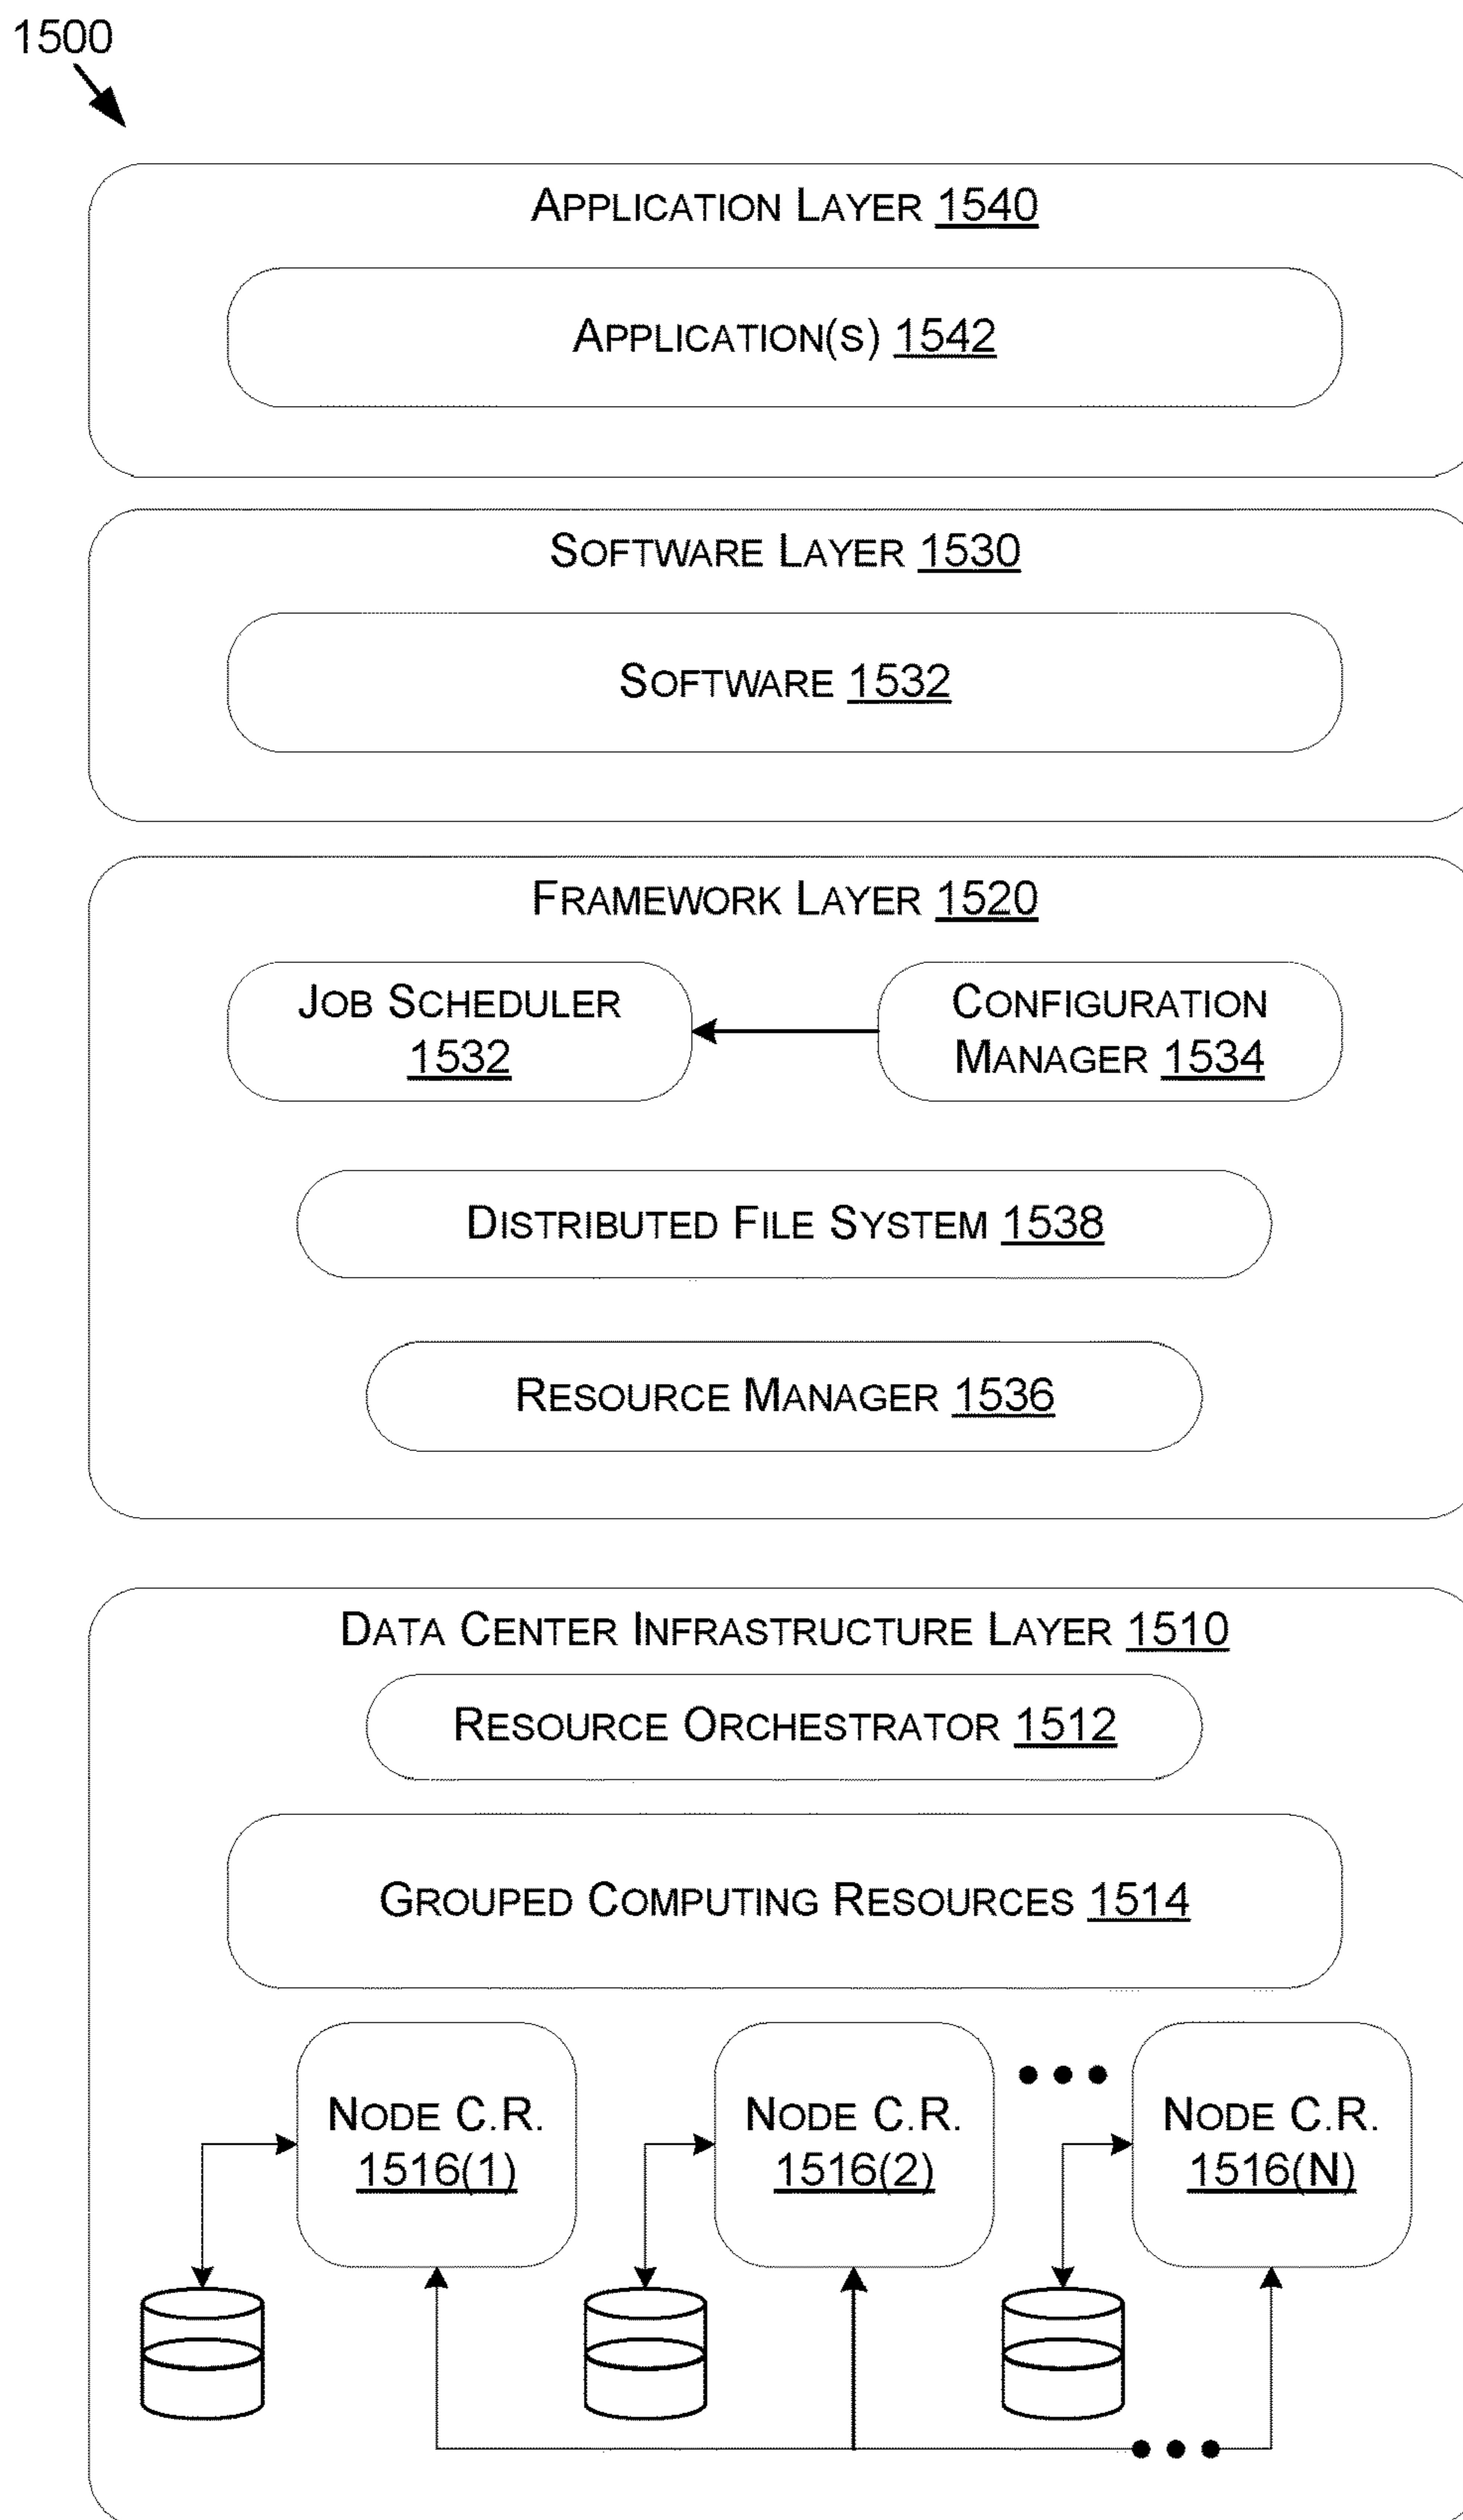 1500
APPLICATION LAYER 1540
APPLICATION(S) 1542
SOFTWARE LAYER 1530
SOFTWARE 1532
FRAMEWORK LAYER 1520
JOB SCHEDULER
1532
CONFIGURATION
MANAGER 1534
DISTRIBUTED FILE SYSTEM 1538
RESOURCE MANAGER 1536
DATA CENTER INFRASTRUCTURE LAYER 1510
RESOURCE ORCHESTRATOR 1512
GROUPED COMPUTING RESOURCES 1514
NODE C.R.
1516(1)
NODE C.R.
1516(2)
NODE C.R.
1516(N)